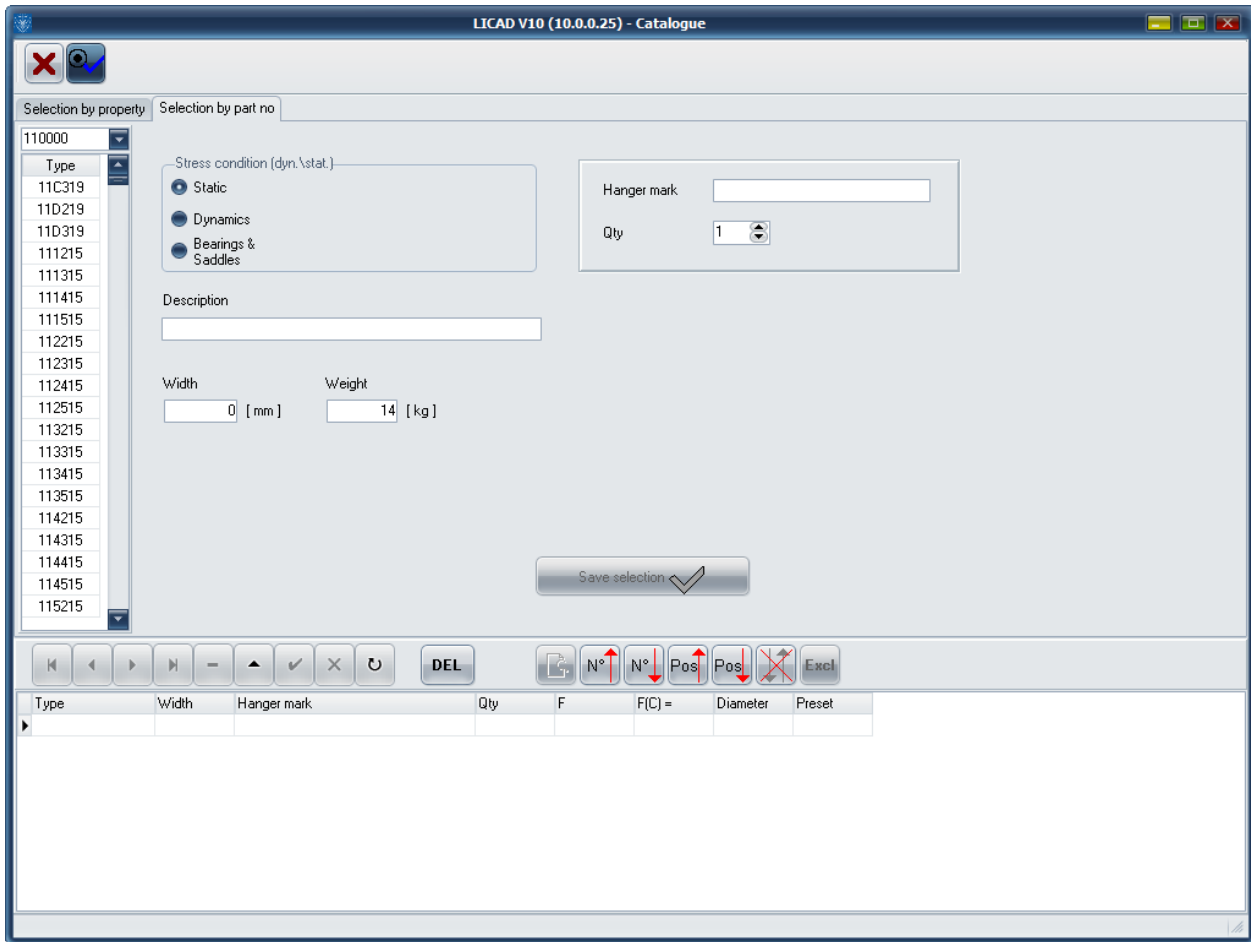 LICAD V10 (10.0.0.25) - Catalogue
Selection by property
Selection by part no
110000
Type
11C319
11D219
11D319
111215
111315
111415
111515
112215
112315
112415
112515
113215
113315
113415
113515
114215
114315
114415
114515
115215
Stress condition (dyn.\stat.)
Static
Dynamics
Bearings &
Saddles
Hanger mark
Qty 1
Description
Width Weight
0 [ mm ] 14 [ kg ]
Save selection
DEL N° N° Pos Pos Excl
Type Width Hanger mark Qty F F(C) = Diameter Preset